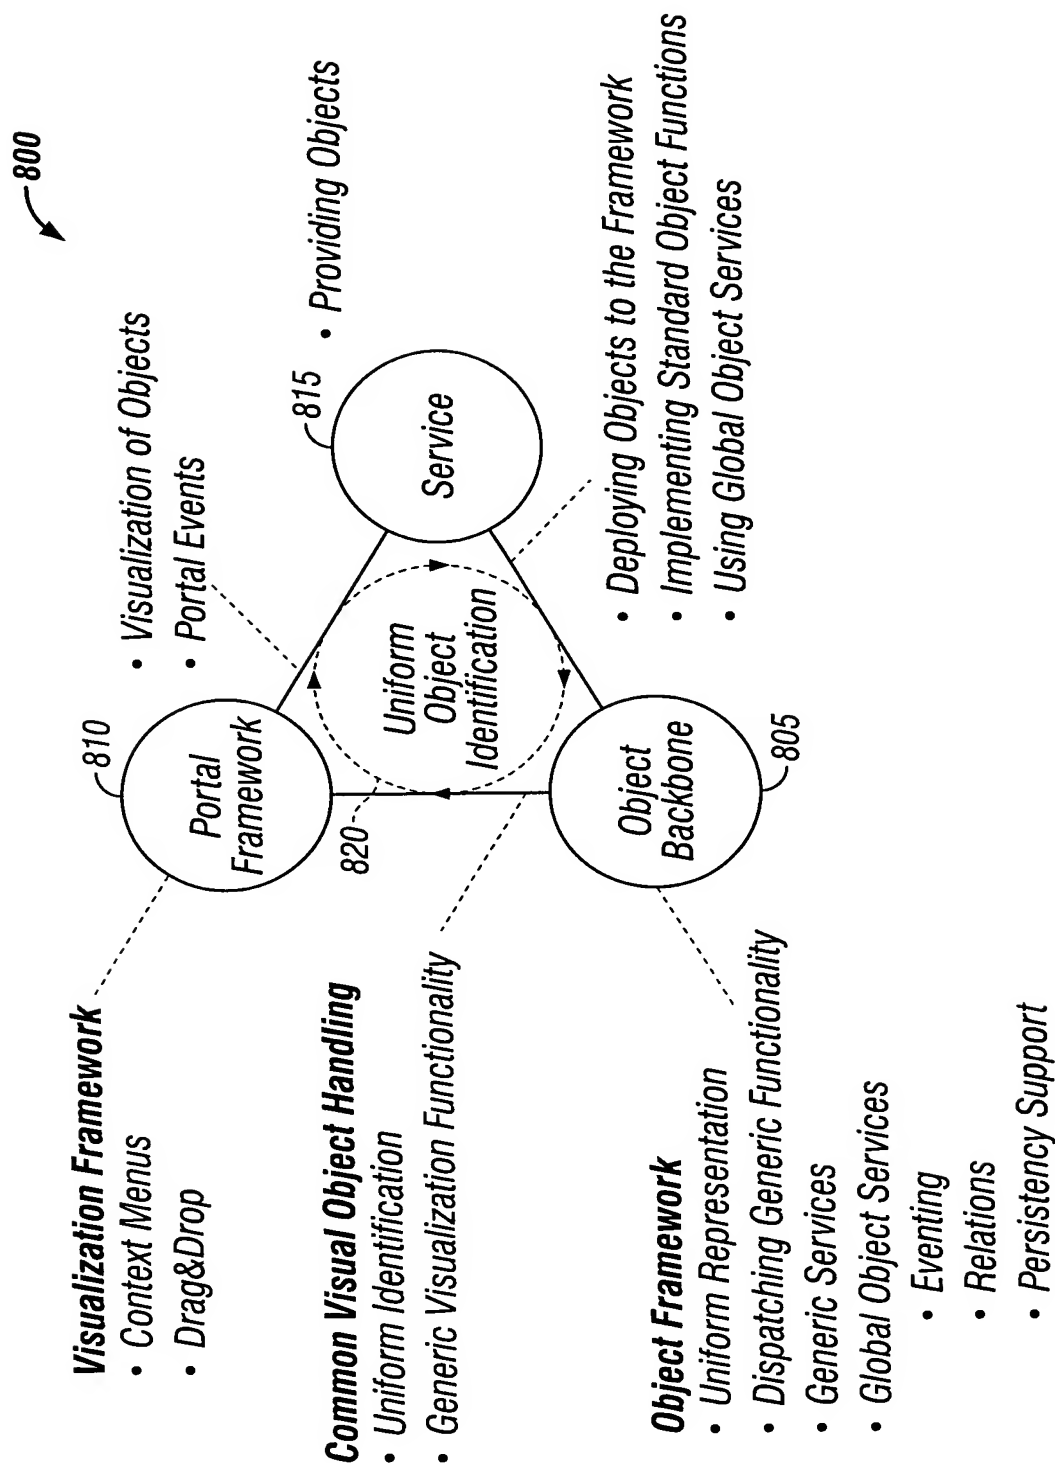 800
Visualization Framework
• Context Menus
• Drag&Drop
810
Portal
Framework
• Visualization of Objects
• Portal Events
815
Service
• Providing Objects
Common Visual Object Handling
• Uniform Identification
• Generic Visualization Functionality
820
Uniform
Object
Identification
Object Framework
• Uniform Representation
• Dispatching Generic Functionality
• Generic Services
• Global Object Services
• Eventing
• Relations
• Persistency Support
Object
Backbone
805
• Deploying Objects to the Framework
• Implementing Standard Object Functions
• Using Global Object Services